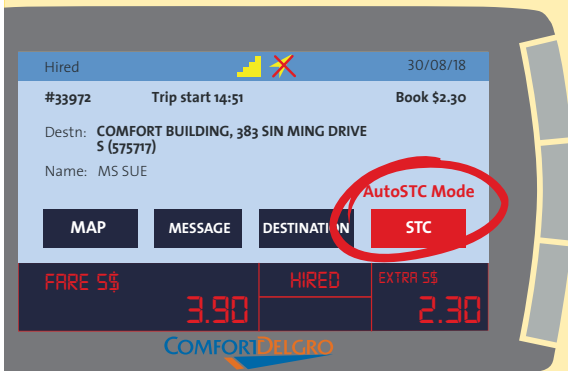 Hired 30/08/18
#33972 Trip start 14:51 Book $2.30
Destn: COMFORT BUILDING, 383 SIN MING DRIVE
S (575717)
Name: MS SUE
AutoSTC Mode
MAP MESSAGE DESTINATION STC
FARE S$ HIRED EXTRA S$
3.90 2.30
COMFORTDELGRO